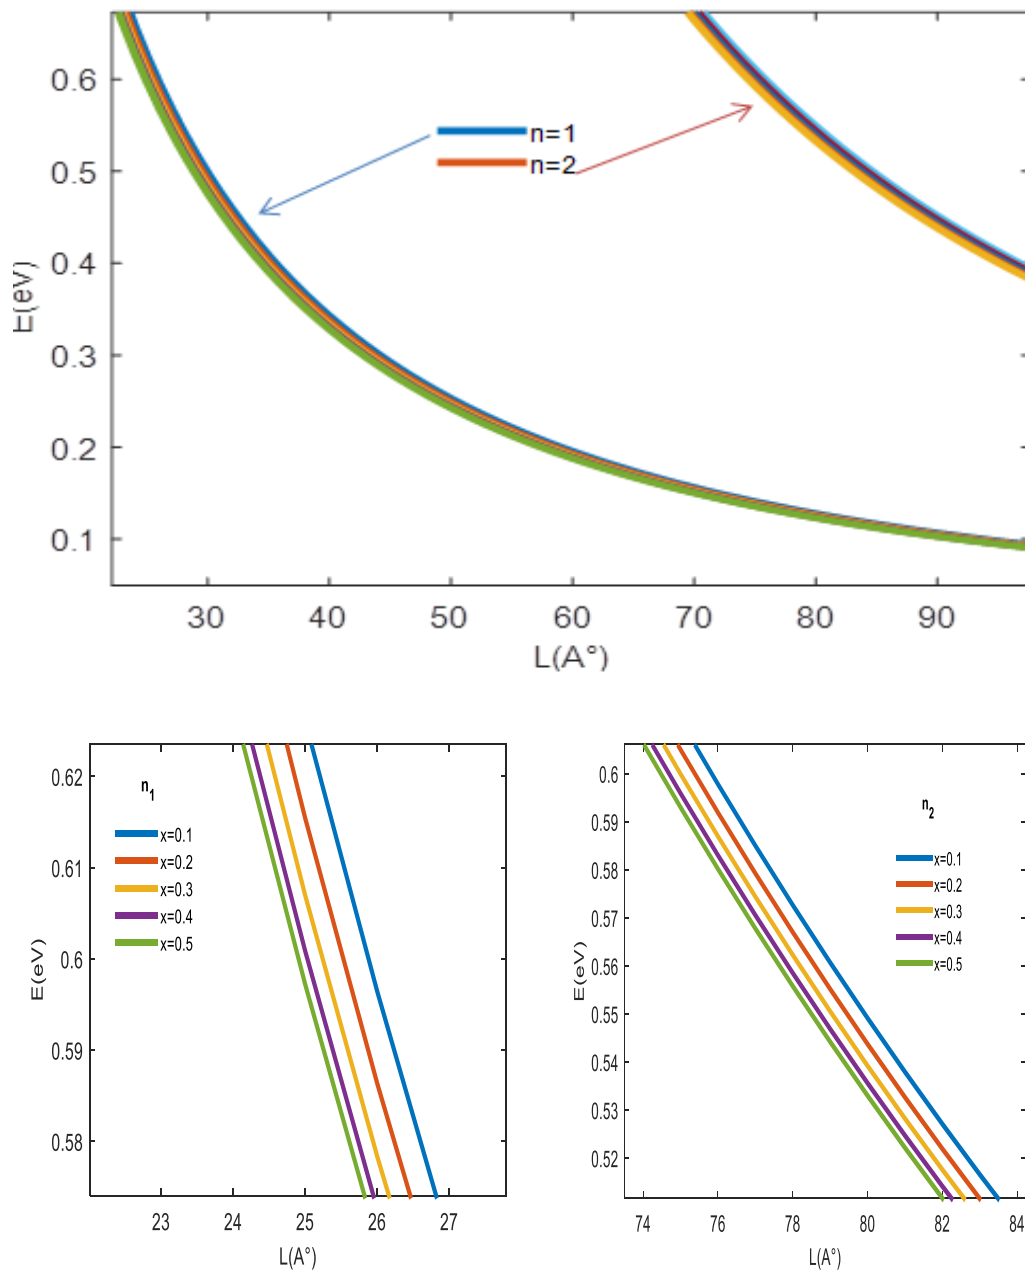 0.6
0.5
0.4
0.3
0.2
0.1
E(eV)
n=1
n=2
30 40 50 60 70 80 90
L(A°)
0.62
0.61
0.6
0.59
0.58
E(eV)
n1
x=0.1
x=0.2
x=0.3
x=0.4
x=0.5
23 24 25 26 27
L(A°)
0.6
0.59
0.58
0.57
0.56
0.55
0.54
0.53
0.52
E(eV)
n2
x=0.1
x=0.2
x=0.3
x=0.4
x=0.5
74 76 78 80 82 84
L(A°)